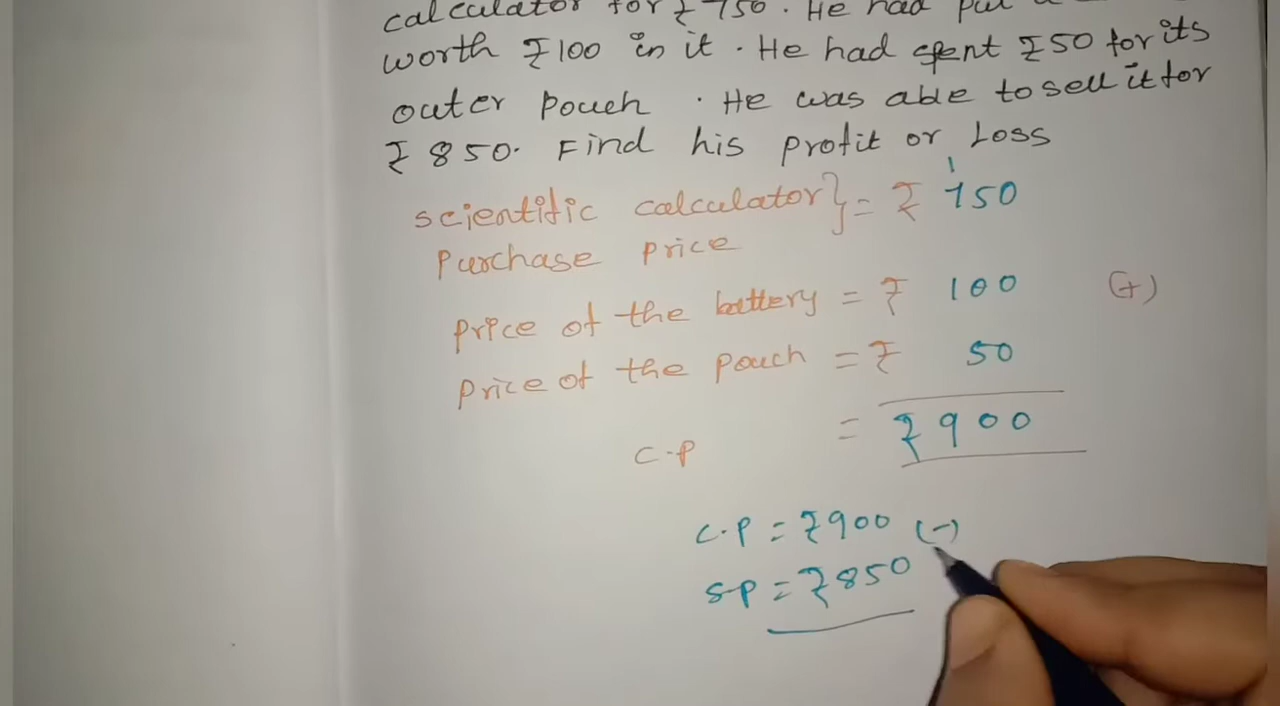 calculator for ₹ 750. He had put
worth ₹100 in it. He had spent ₹50 for its
outer pouch. He was able to sell it for
₹ 850. Find his profit or Loss
scientific calculator} = ₹ 750
1
purchase price
price of the battery = ₹ 100 (+)
price of the pouch = ₹ 50
C.P = ₹900
C.P = ₹900 (-)
SP = ₹850